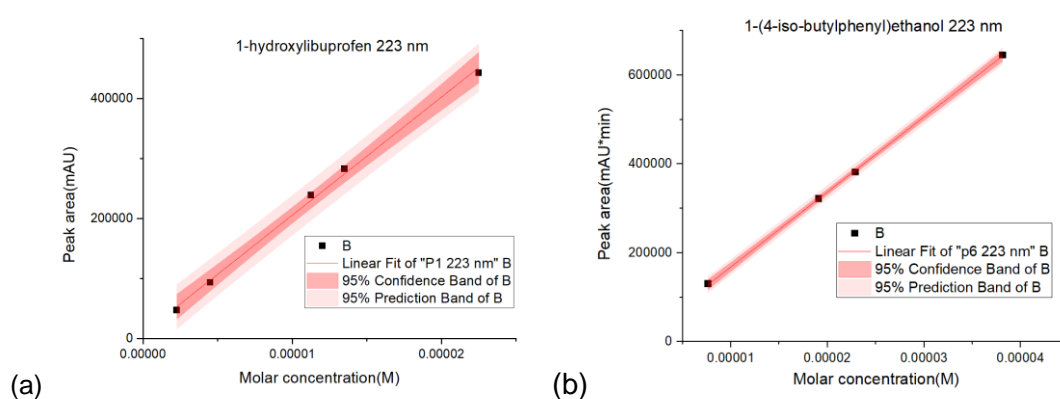 (a)
1-hydroxylibuprofen 223 nm
Peak area(mAU)
400000
200000
0
B
Linear Fit of "P1 223 nm" B
95% Confidence Band of B
95% Prediction Band of B
0.00000
0.00001
0.00002
Molar concentration(M)
(b)
1-(4-iso-butylphenyl)ethanol 223 nm
Peak area(mAU*min)
600000
400000
200000
0
B
Linear Fit of "p6 223 nm" B
95% Confidence Band of B
95% Prediction Band of B
0.00001
0.00002
0.00003
0.00004
Molar concentration(M)